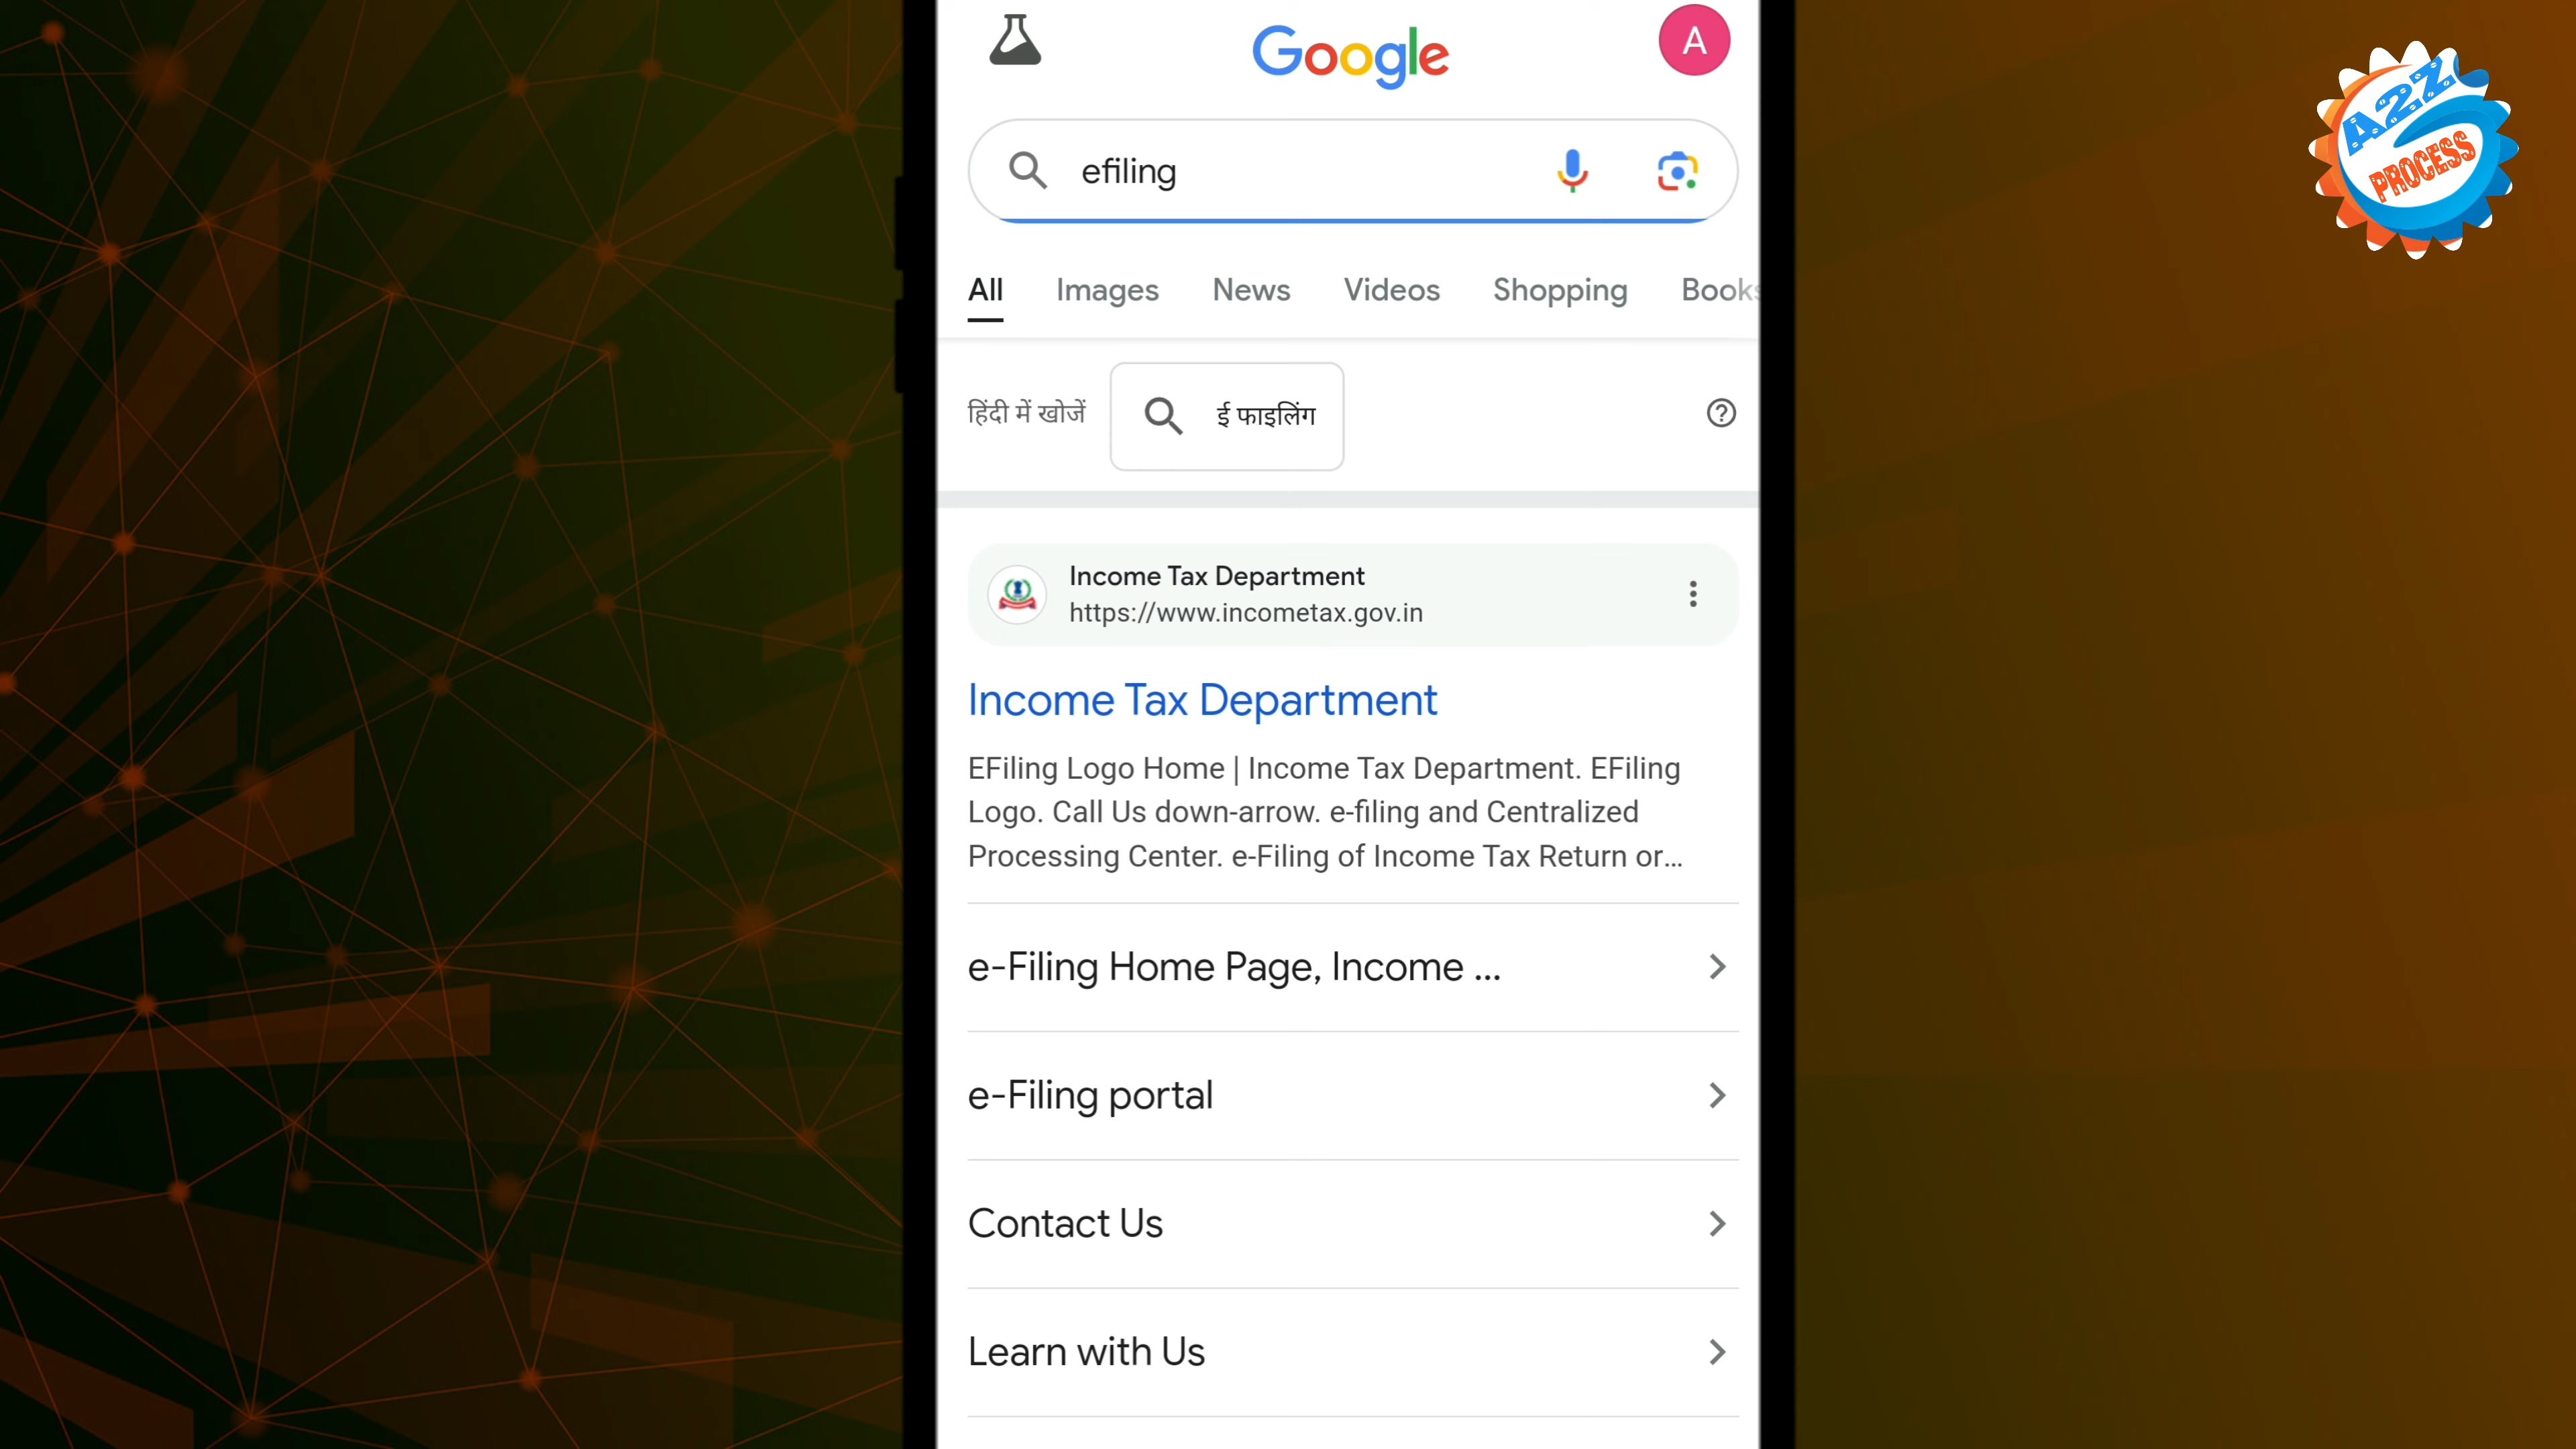 Google
A
A2Z
PROCESS
efiling
All Images News Videos Shopping Books
हिंदी में खोजें ई फाइलिंग
Income Tax Department
https://www.incometax.gov.in
Income Tax Department
EFiling Logo Home | Income Tax Department. EFiling
Logo. Call Us down-arrow. e-filing and Centralized
Processing Center. e-Filing of Income Tax Return or...
e-Filing Home Page, Income ...
e-Filing portal
Contact Us
Learn with Us